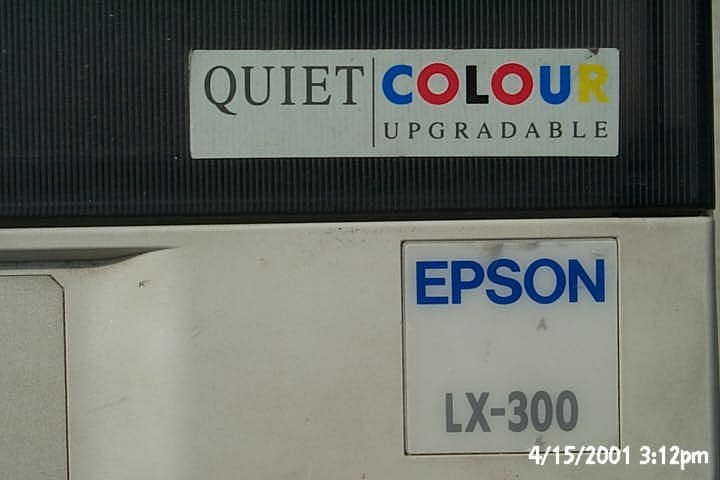 QUIET COLOUR
UPGRADABLE
EPSON
LX-300
4/15/2001 3:12pm